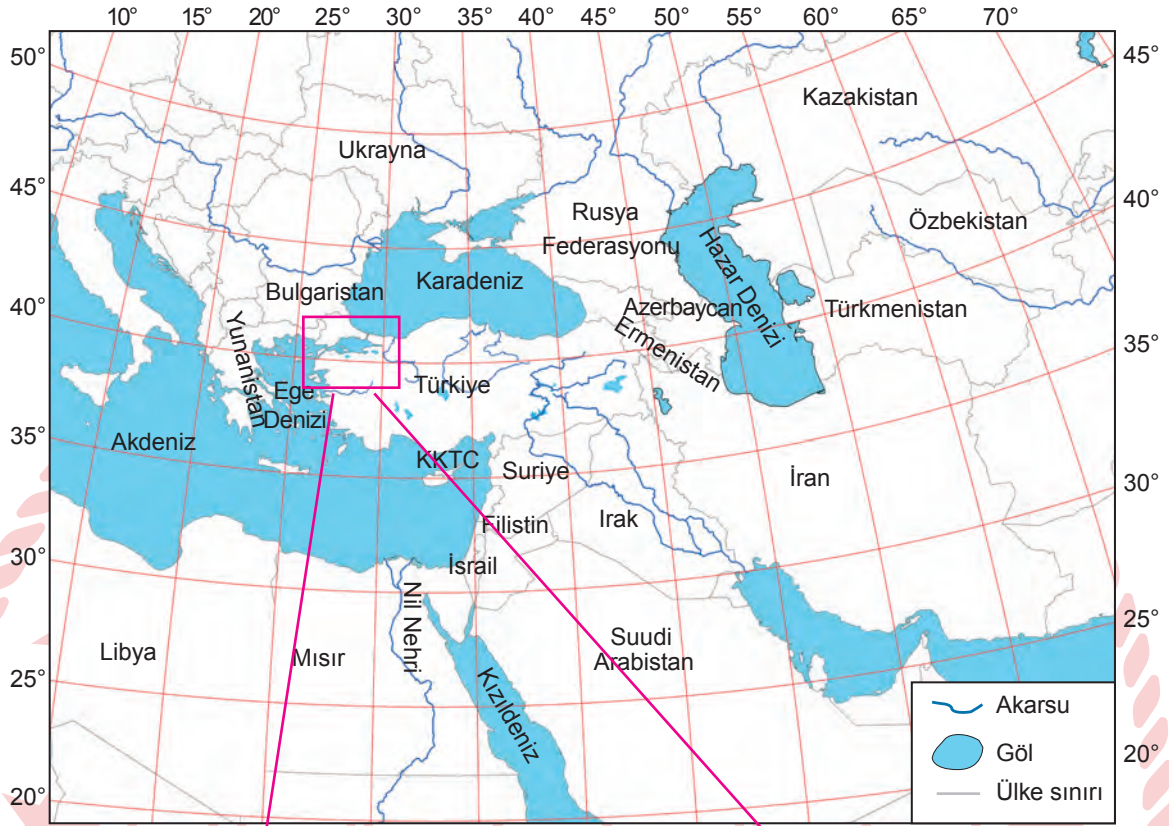 10° 15° 20° 25° 30° 35° 40° 45° 50° 55° 60° 65° 70°
50°
45°
40°
35°
30°
25°
20°
45°
40°
35°
30°
25°
20°
Kazakistan
Ukrayna
Rusya
Federasyonu
Özbekistan
Hazar Denizi
Karadeniz
Bulgaristan
Azerbaycan
Türkmenistan
Ermenistan
Yunanistan
Türkiye
Ege
Denizi
Akdeniz
KKTC
Suriye
İran
Filistin
Irak
İsrail
Nil Nehri
Libya
Mısır
Suudi
Arabistan
Kızıldeniz
Akarsu
Göl
Ülke sınırı